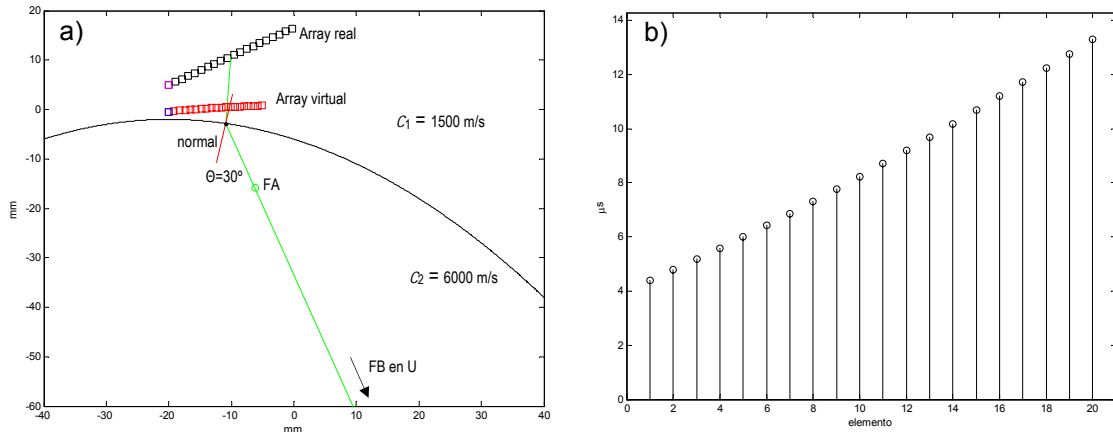 a)
20
10
0
-10
-20
-30
-40
-50
-60
mm
-40
-30
-20
-10
0
10
20
30
40
mm
Array real
Array virtual
C₁ = 1500 m/s
normal
Θ=30º
FA
C₂ = 6000 m/s
FB en U
b)
14
12
10
8
6
4
2
0
μs
0
2
4
6
8
10
12
14
16
18
20
elemento